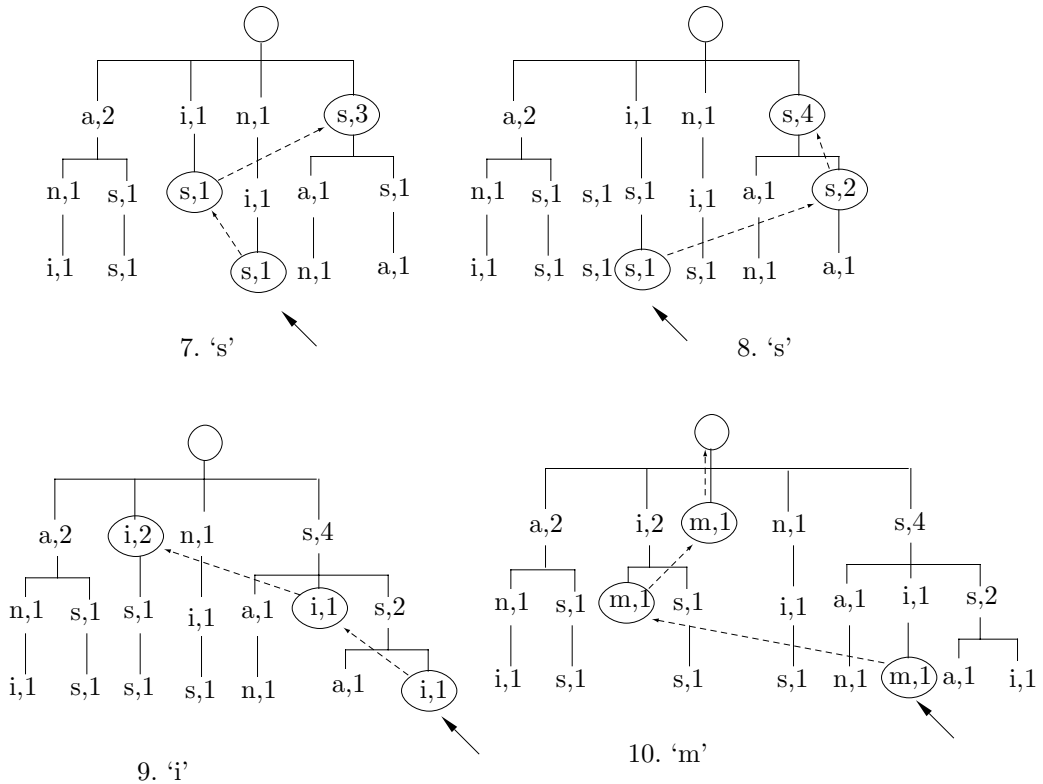 a,2 i,1 n,1 s,3
n,1 s,1 s,1 i,1 a,1 s,1
i,1 s,1 s,1 n,1 a,1
7. ‘s’
a,2 i,1 n,1 s,4
n,1 s,1 s,1 s,1 i,1 a,1 s,2
i,1 s,1 s,1 s,1 s,1 n,1 a,1
8. ‘s’
a,2 i,2 n,1 s,4
n,1 s,1 s,1 i,1 a,1 i,1 s,2
i,1 s,1 s,1 s,1 n,1 a,1 i,1
9. ‘i’
a,2 i,2 m,1 n,1 s,4
n,1 s,1 m,1 s,1 i,1 a,1 i,1 s,2
i,1 s,1 s,1 s,1 n,1 m,1 a,1 i,1
10. ‘m’